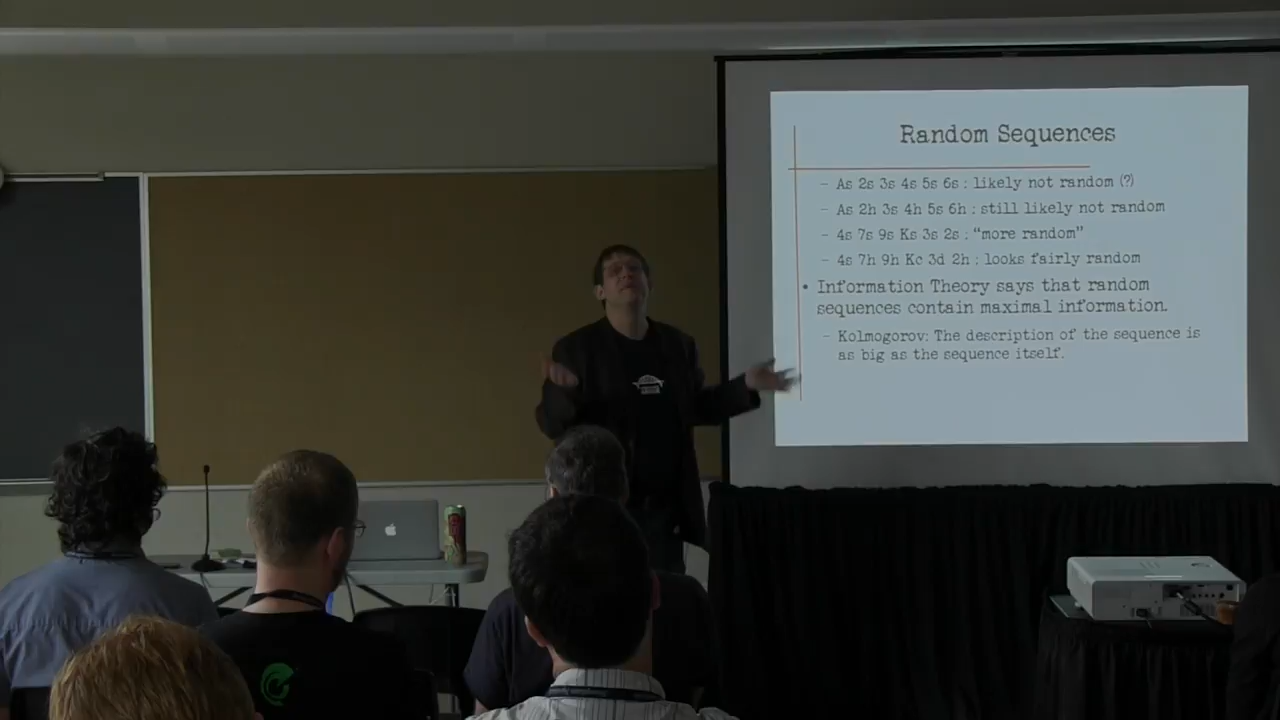 Random Sequences
– As 2s 3s 4s 5s 6s : likely not random (?)
– As 2h 3s 4h 5s 6h : still likely not random
– 4s 7s 9s Ks 3s 2s : “more random”
– 4s 7h 9h Kc 3d 2h : looks fairly random
• Information Theory says that random
sequences contain maximal information.
– Kolmogorov: The description of the sequence is
as big as the sequence itself.